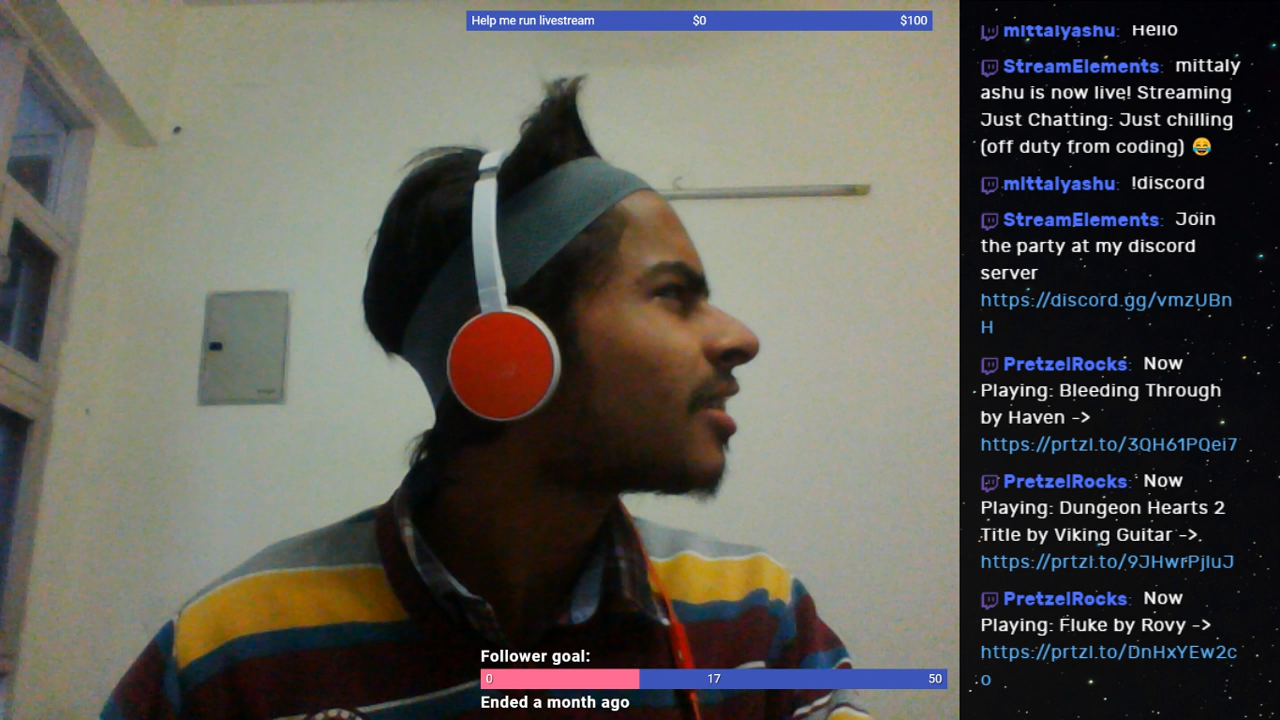 Help me run livestream $0 $100
mittalyashu: Hello
StreamElements: mittaly
ashu is now live! Streaming
Just Chatting: Just chilling
(off duty from coding) 😂
mittalyashu: !discord
StreamElements: Join
the party at my discord
server
https://discord.gg/vmzUBn
H
PretzelRocks: Now
Playing: Bleeding Through
by Haven ->
https://prtzl.to/3QH61PQei7
PretzelRocks: Now
Playing: Dungeon Hearts 2
Title by Viking Guitar ->
https://prtzl.to/9JHwrPjIuJ
PretzelRocks: Now
Playing: Fluke by Rovy ->
https://prtzl.to/DnHxYEw2c
o
Follower goal:
0 17 50
Ended a month ago